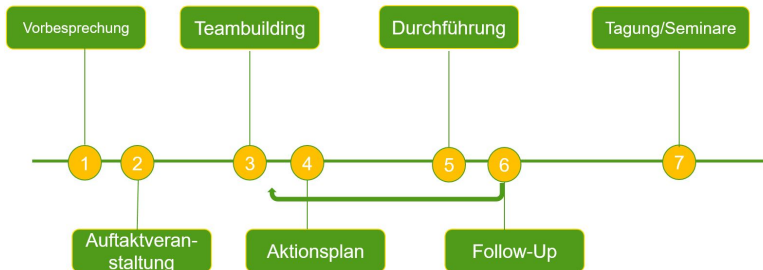 Vorbesprechung
Teambuilding
Durchführung
Tagung/Seminare
1
2
3
4
5
6
7
Auftaktveran-
staltung
Aktionsplan
Follow-Up